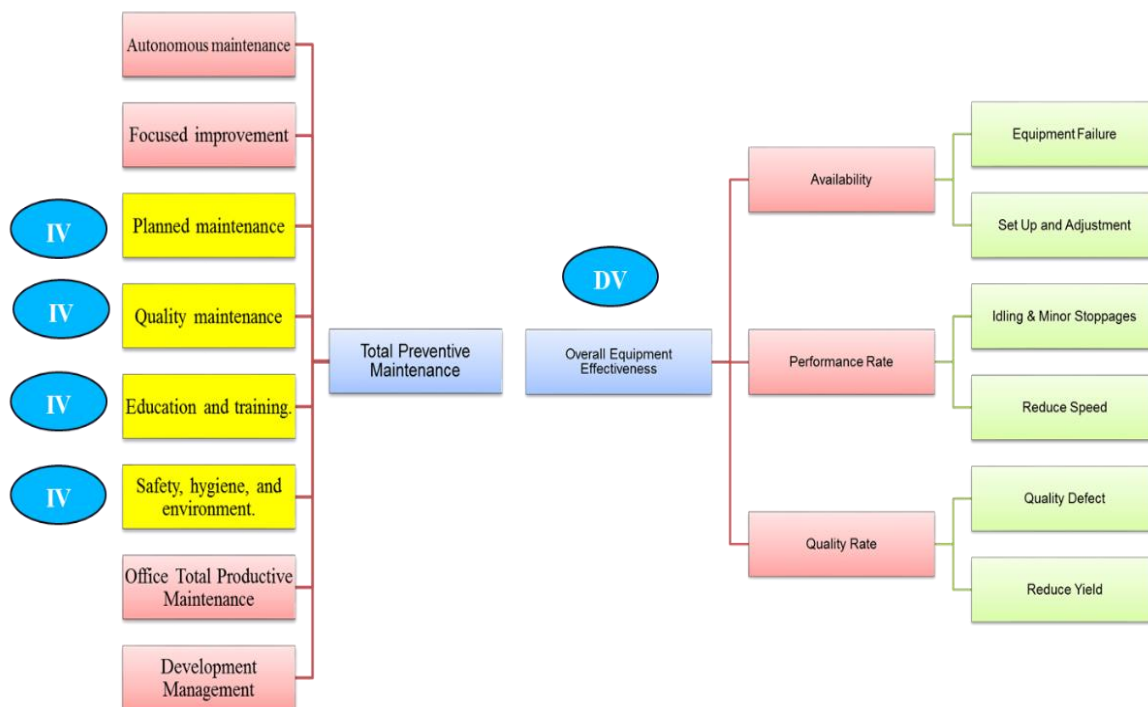 Autonomous maintenance
Focused improvement
IV
Planned maintenance
IV
Quality maintenance
IV
Education and training.
IV
Safety, hygiene, and
environment.
Office Total Productive
Maintenance
Development
Management
Total Preventive
Maintenance
DV
Overall Equipment
Effectiveness
Availability
Performance Rate
Quality Rate
Equipment Failure
Set Up and Adjustment
Idling & Minor Stoppages
Reduce Speed
Quality Defect
Reduce Yield